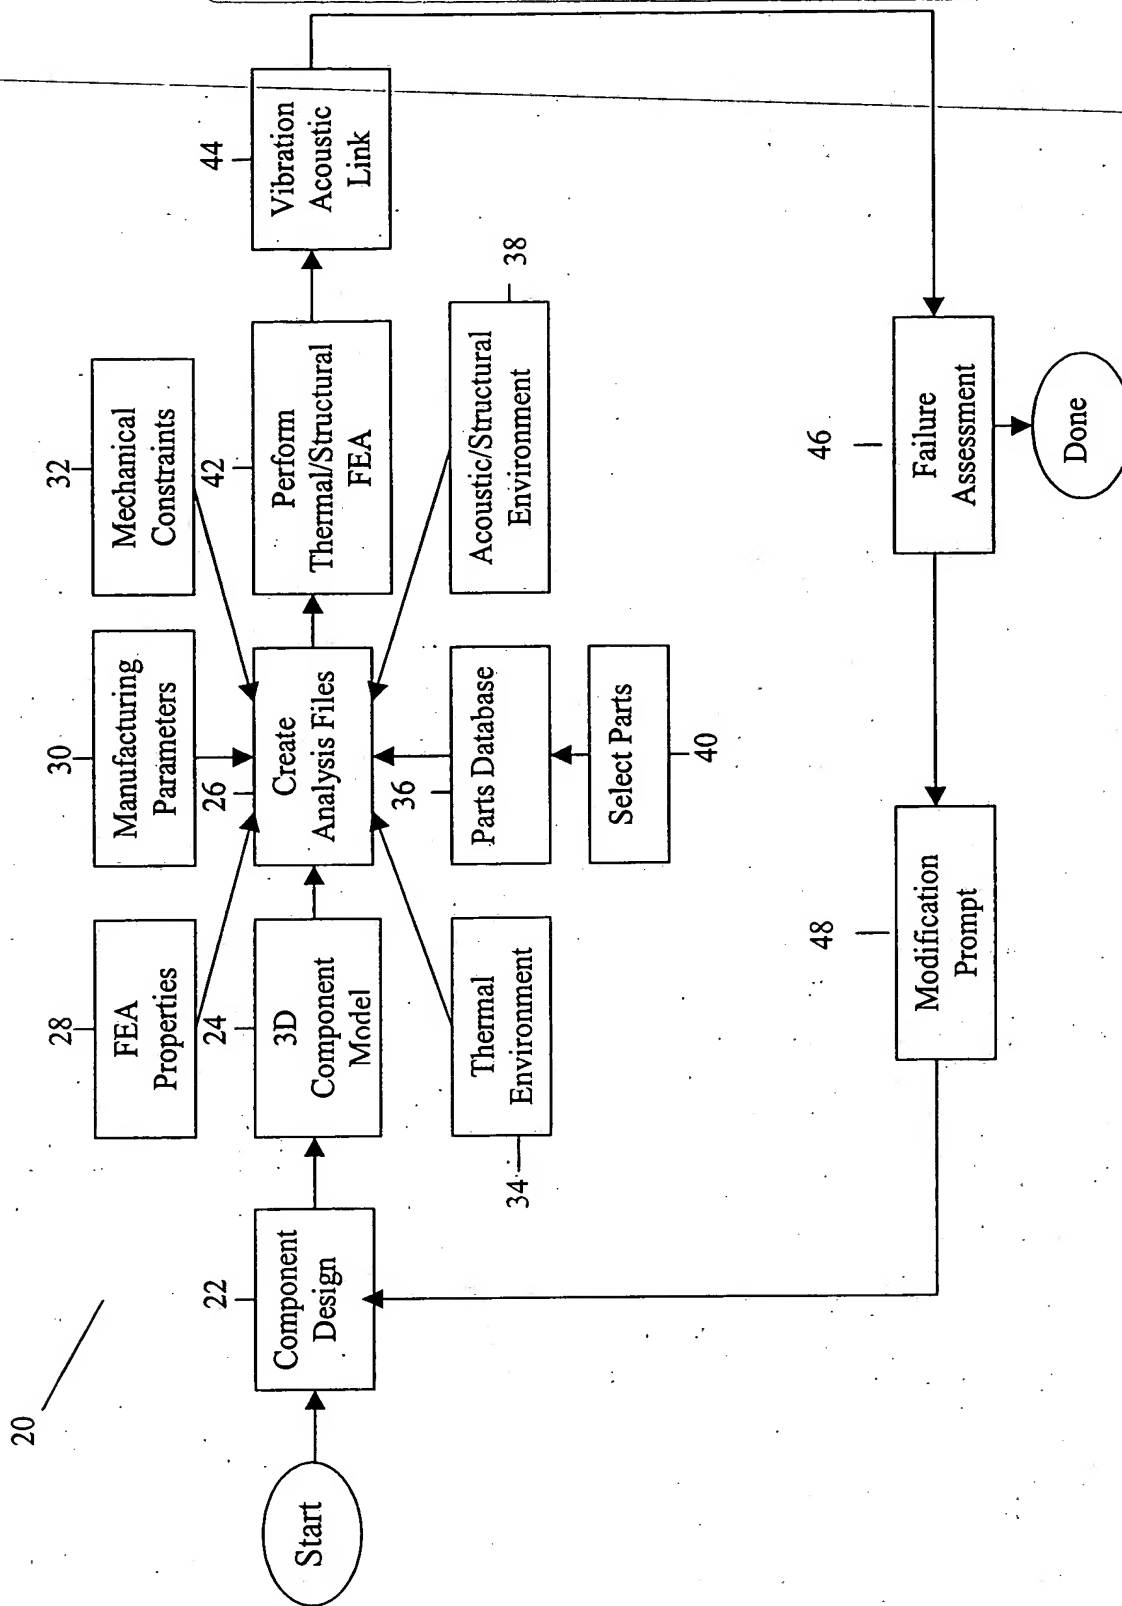 20
Start
22
Component
Design
28
FEA
Properties
24
3D
Component
Model
34
Thermal
Environment
30
Manufacturing
Parameters
26
Create
Analysis Files
36
Parts Database
Select Parts
40
32
Mechanical
Constraints
42
Perform
Thermal/Structural
FEA
Acoustic/Structural
Environment
38
44
Vibration
Acoustic
Link
46
Failure
Assessment
Done
48
Modification
Prompt